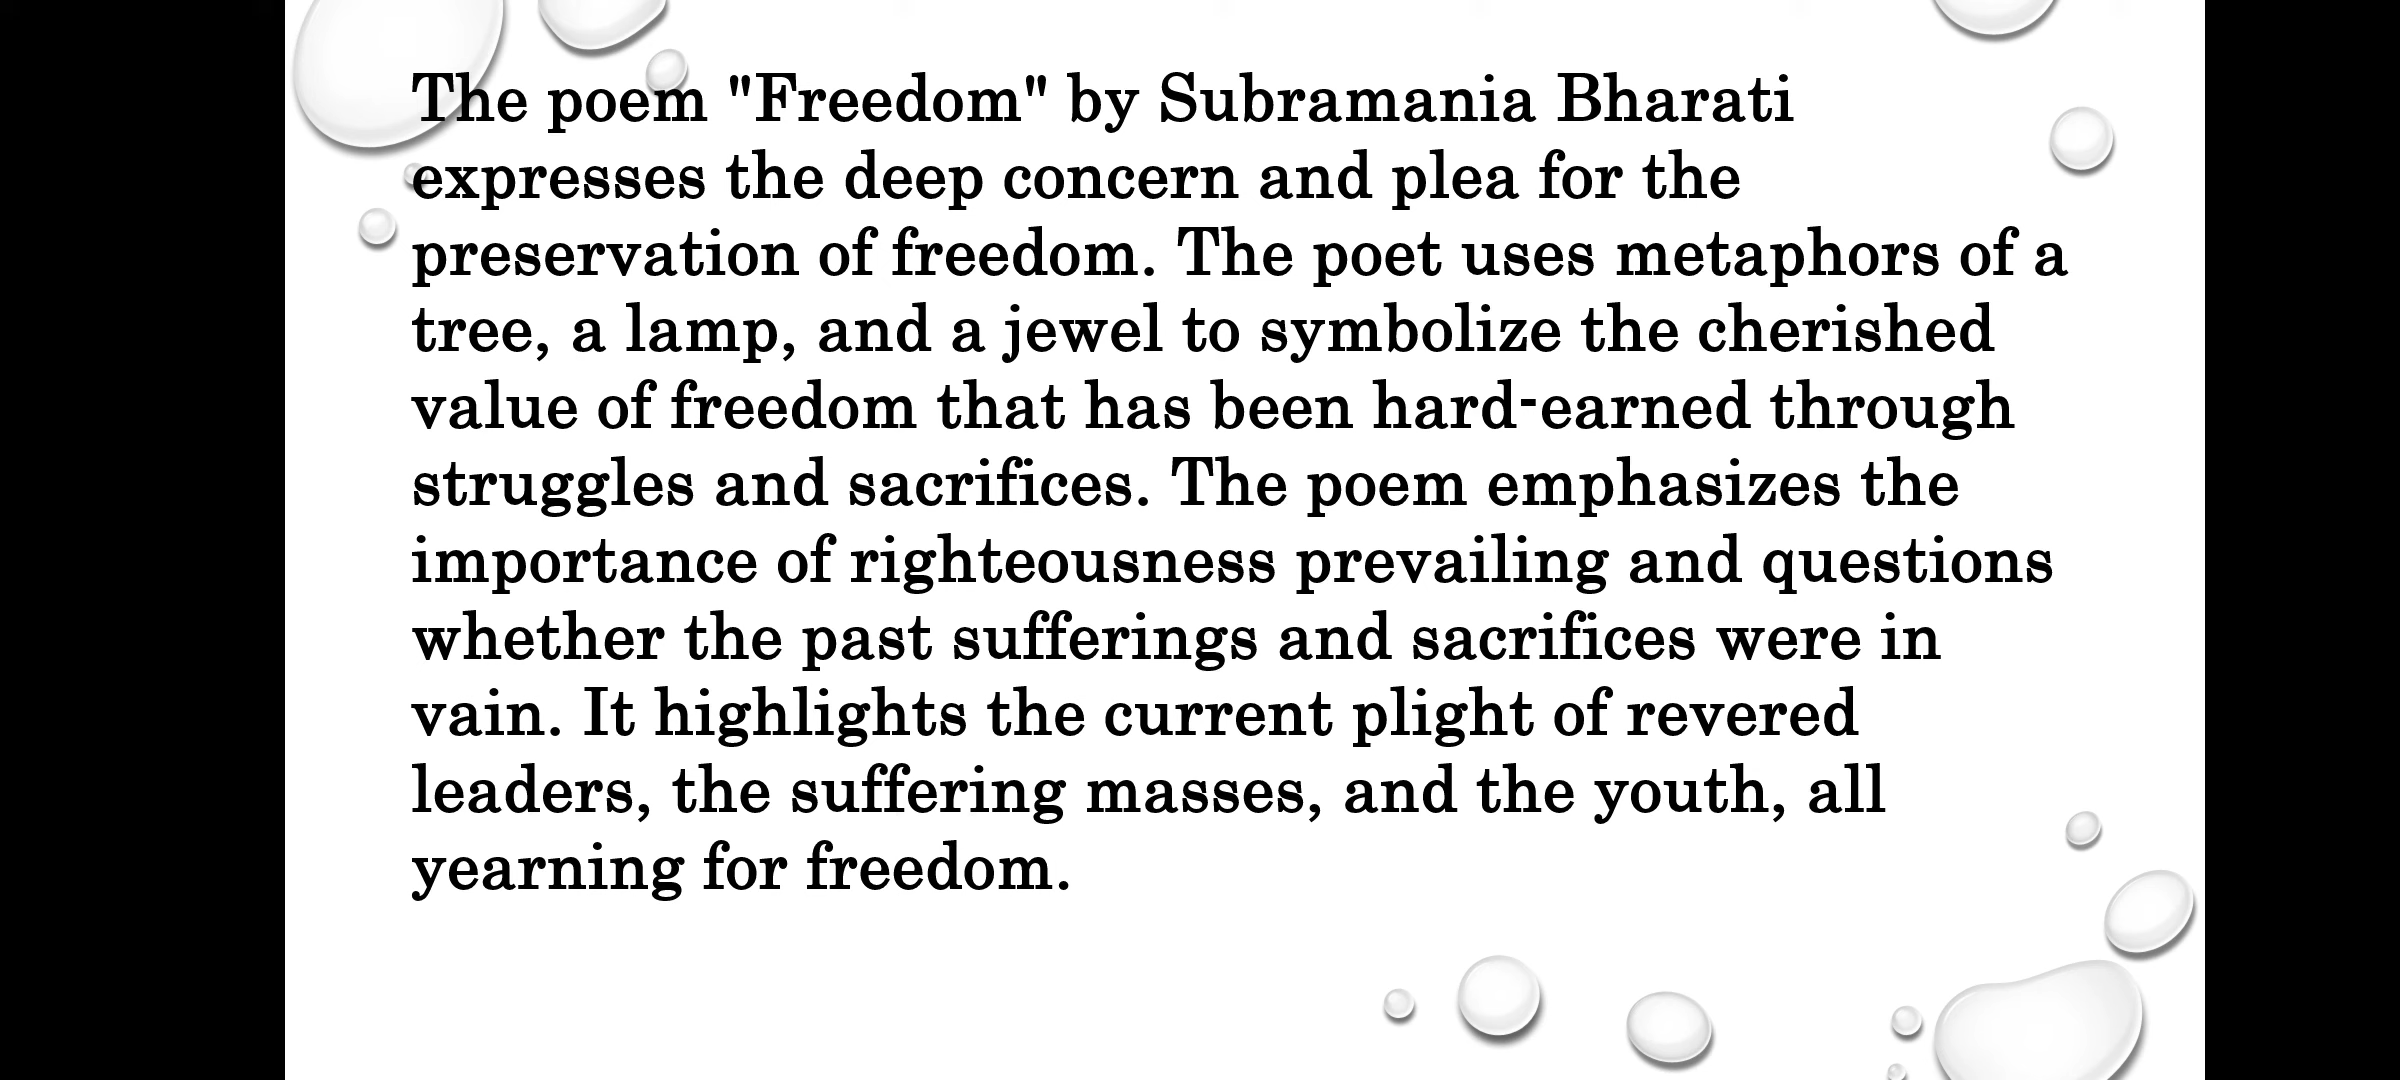 The poem "Freedom" by Subramania Bharati
expresses the deep concern and plea for the
preservation of freedom. The poet uses metaphors of a
tree, a lamp, and a jewel to symbolize the cherished
value of freedom that has been hard-earned through
struggles and sacrifices. The poem emphasizes the
importance of righteousness prevailing and questions
whether the past sufferings and sacrifices were in
vain. It highlights the current plight of revered
leaders, the suffering masses, and the youth, all
yearning for freedom.